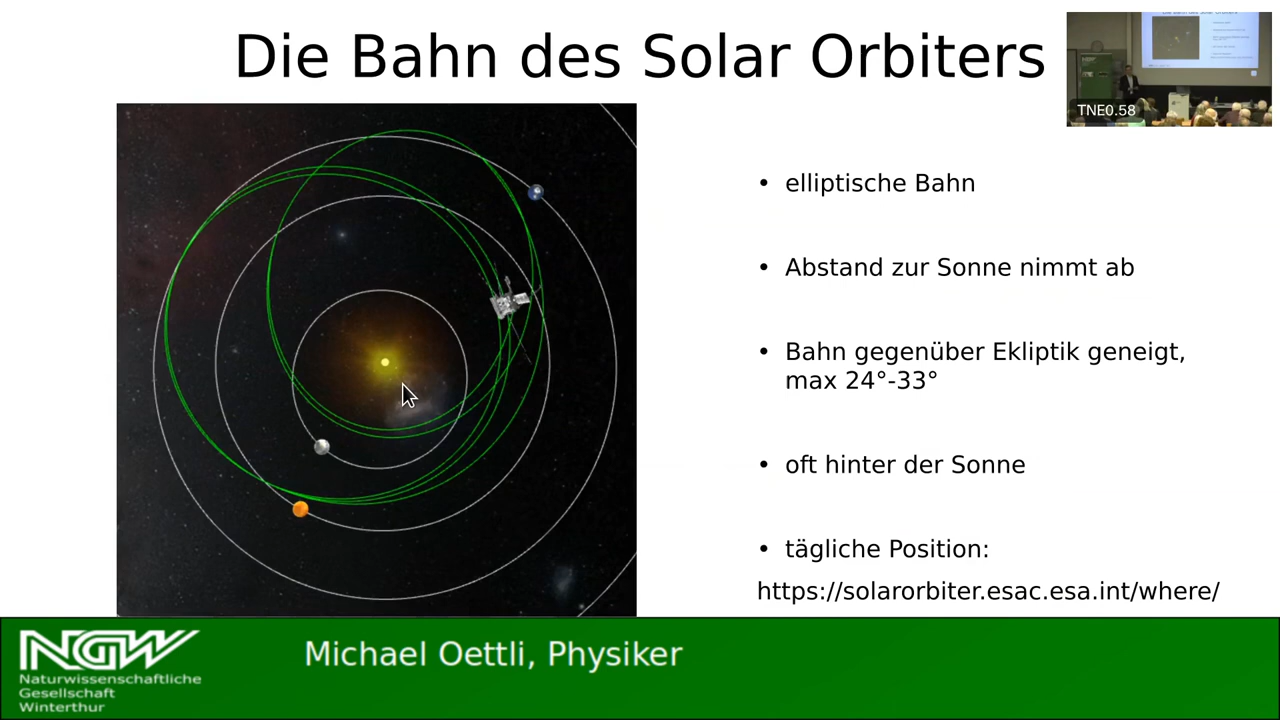 Die Bahn des Solar Orbiters
TNE0.58
• elliptische Bahn
• Abstand zur Sonne nimmt ab
• Bahn gegenüber Ekliptik geneigt,
max 24°-33°
• oft hinter der Sonne
• tägliche Position:
https://solarorbiter.esac.esa.int/where/
NGW
Naturwissenschaftliche
Gesellschaft
Winterthur
Michael Oettli, Physiker